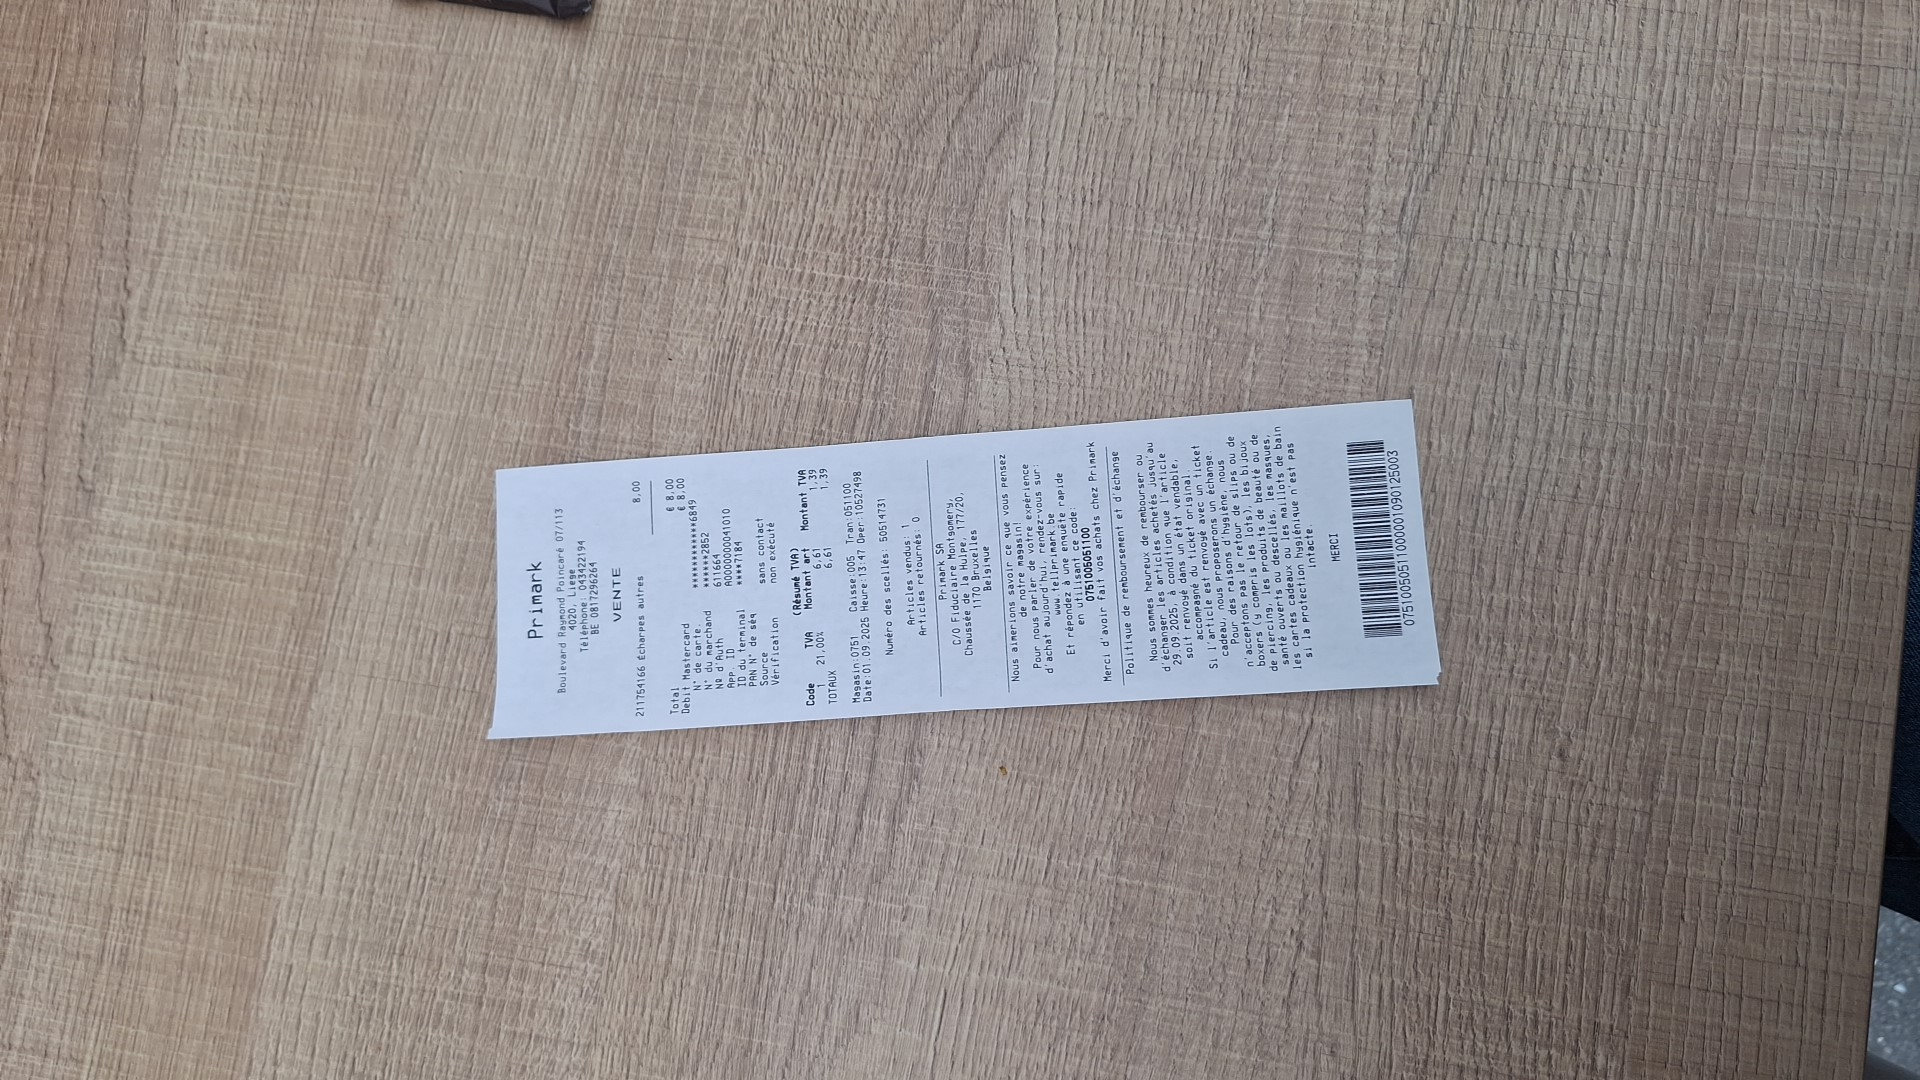 Primark
Boulevard Raymond Poincaré 07/113
4020, Liege
Téléphone: 043422194
BE 0817296264
VENTE
211754166 Écharpes autres 8,00
Total € 8,00
Débit Mastercard € 8,00
N° de carte ************6849
N° du marchand ******2852
Nº d'Auth 611664
App ID A0000000041010
ID du terminal ****7184
PAN N° de séq
Source sans contact
Vérification non exécuté
(Résumé TVA)
Code TVA Montant art Montant TVA
1 21,00% 6,61 1,39
TOTAUX 6,61 1,39
Magasin:0751 Caisse:005 Tran:051100
Date:01.09.2025 Heure:13:47 Oper:10527498
Numéro des scellés: 50514731
Articles vendus: 1
Articles retournés: 0
Primark SA
C/O Fiduciaire Montgomery,
Chaussée de la Hulpe, 177/20,
1170 Bruxelles
Belgique
Nous aimerions savoir ce que vous pensez
de notre magasin!
Pour nous parler de votre expérience
d'achat aujourd'hui, rendez-vous sur:
www.tellprimark.be
Et répondez à une enquête rapide
en utilisant ce code:
0751005051100
Merci d'avoir fait vos achats chez Primark
Politique de remboursement et d'échange
Nous sommes heureux de rembourser ou
d'échanger les articles achetés jusqu'au
29.09.2025, à condition que l'article
soit renvoyé dans un état vendable,
accompagné du ticket original.
Si l'article est renvoyé avec un ticket
cadeau, nous proposerons un échange.
Pour des raisons d'hygiène, nous
n'acceptons pas le retour de slips ou de
boxers (y compris les lots), les bijoux
de piercing, les produits de beauté ou de
santé ouverts ou descellés, les masques,
les cartes cadeaux ou les maillots de bain
si la protection hygiénique n'est pas
intacte.
MERCI
0751005051100000109012 5003